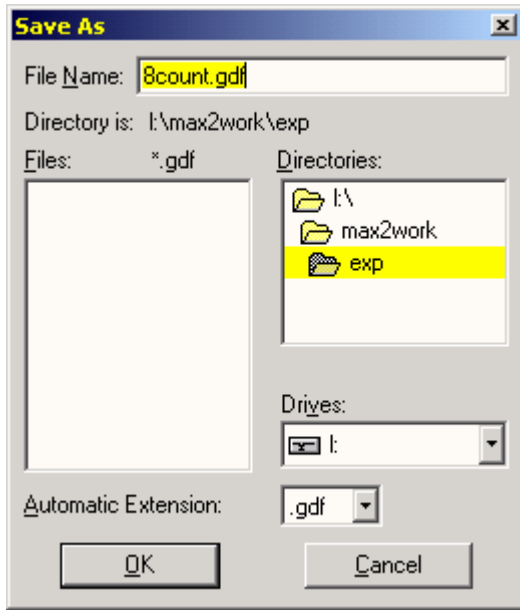 Save As
File Name: 8count.gdf
Directory is: I:\max2work\exp
Files: *.gdf Directories:
I:\
max2work
exp
Drives:
I:
Automatic Extension: .gdf
OK Cancel